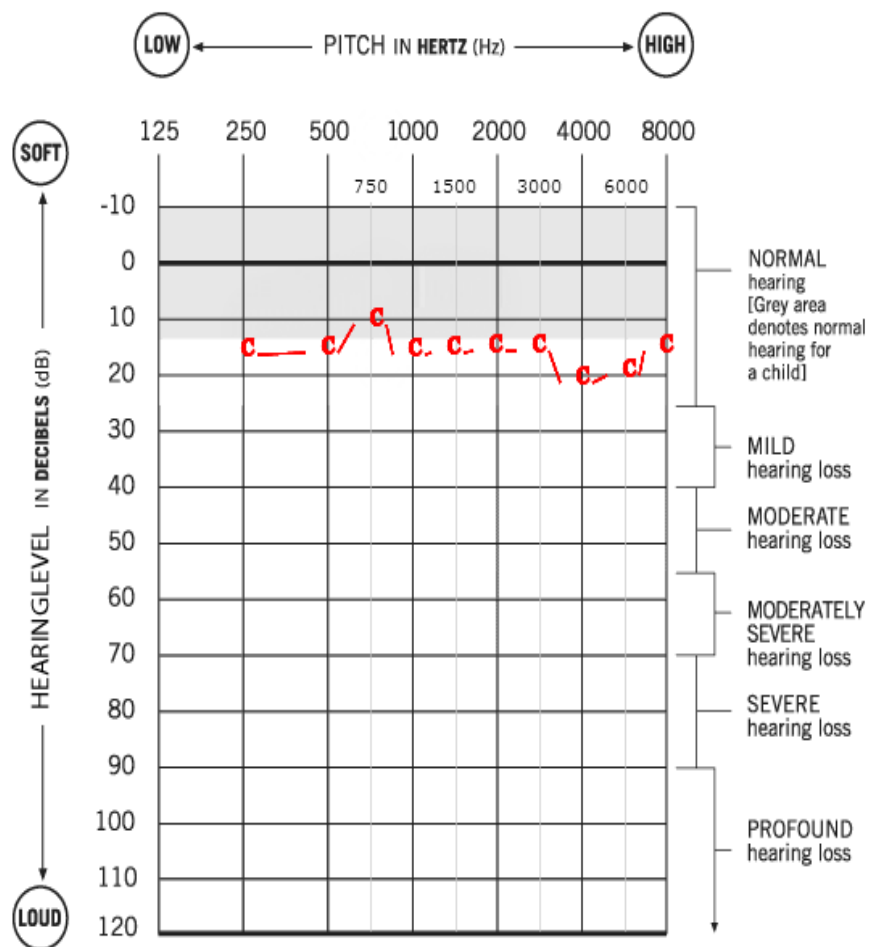 LOW PITCH IN HERTZ (Hz) HIGH
125 250 500 1000 2000 4000 8000
SOFT
750 1500 3000 6000
-10
0
10
20
30
40
50
60
70
80
90
100
110
120
HEARINGLEVEL IN DECIBELS (dB)
LOUD
C C C C C C C C C C
NORMAL
hearing
[Grey area
denotes normal
hearing for
a child]
MILD
hearing loss
MODERATE
hearing loss
MODERATELY
SEVERE
hearing loss
SEVERE
hearing loss
PROFOUND
hearing loss